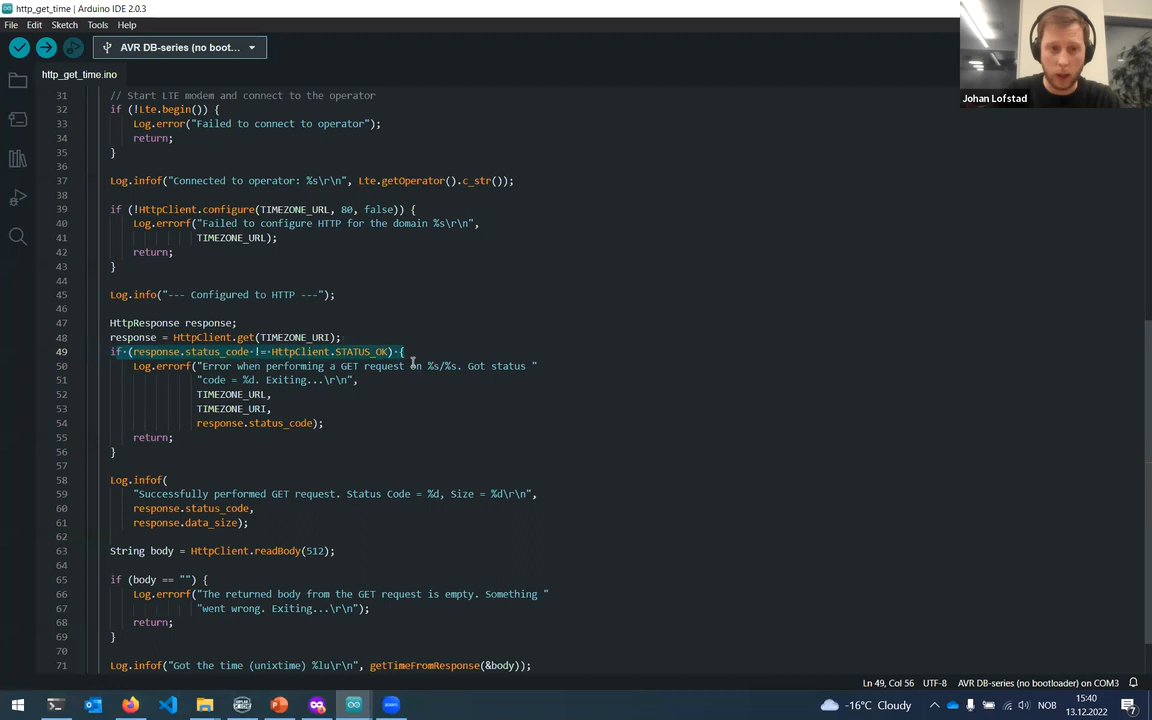 http_get_time | Arduino IDE 2.0.3
File Edit Sketch Tools Help
AVR DB-series (no boot...
http_get_time.ino
Johan Lofstad
31 // Start LTE modem and connect to the operator
32 if (!Lte.begin()) {
33 Log.error("Failed to connect to operator");
34 return;
35 }
36
37 Log.infof("Connected to operator: %s\r\n", Lte.getOperator().c_str());
38
39 if (!HttpClient.configure(TIMEZONE_URL, 80, false)) {
40 Log.errorf("Failed to configure HTTP for the domain %s\r\n",
41 TIMEZONE_URL);
42 return;
43 }
44
45 Log.info("--- Configured to HTTP ---");
46
47 HttpResponse response;
48 response = HttpClient.get(TIMEZONE_URI);
49 if (response.status_code != HttpClient.STATUS_OK) {
50 Log.errorf("Error when performing a GET request on %s/%s. Got status "
51 "code = %d. Exiting...\r\n",
52 TIMEZONE_URL,
53 TIMEZONE_URI,
54 response.status_code);
55 return;
56 }
57
58 Log.infof(
59 "Successfully performed GET request. Status Code = %d, Size = %d\r\n",
60 response.status_code,
61 response.data_size);
62
63 String body = HttpClient.readBody(512);
64
65 if (body == "") {
66 Log.errorf("The returned body from the GET request is empty. Something "
67 "went wrong. Exiting...\r\n");
68 return;
69 }
70
71 Log.infof("Got the time (unixtime) %lu\r\n", getTimeFromResponse(&body));
Ln 49, Col 56 UTF-8 AVR DB-series (no bootloader) on COM3
-16°C Cloudy NOB 15:40
13.12.2022
7